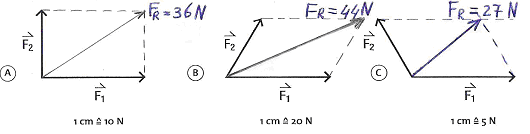 F_R ≈ 36 N
F₂
A
F₁
1 cm ≙ 10 N
F_R = 44 N
F₂
B
F₁
1 cm ≙ 20 N
F_R = 27 N
F₂
C
F₁
1 cm ≙ 5 N